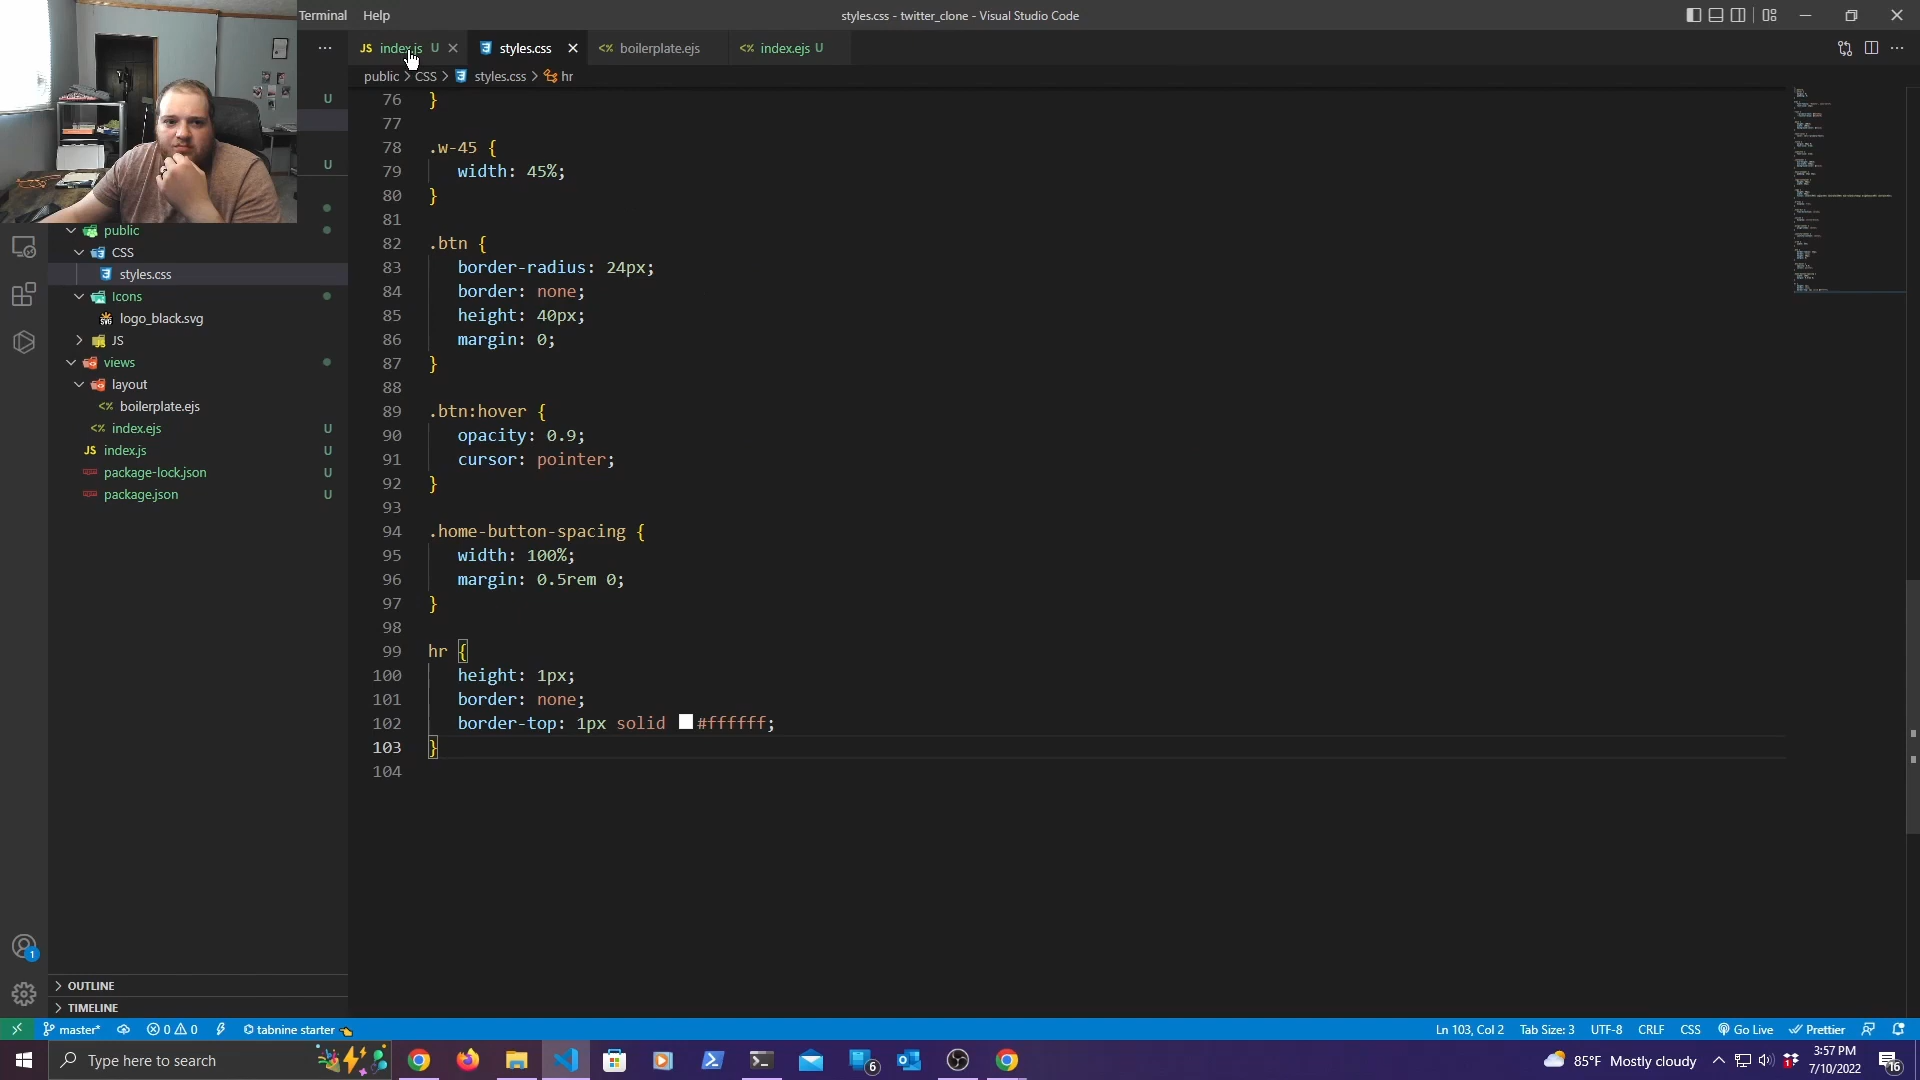 Terminal Help
styles.css - twitter_clone - Visual Studio Code
JS index.js U
styles.css
<%> boilerplate.ejs
<%> index.ejs U
public > CSS > styles.css > hr
U
U
public
CSS
styles.css
Icons
logo_black.svg
JS
views
layout
<%> boilerplate.ejs
<%> index.ejs U
JS index.js U
package-lock.json U
package.json U
OUTLINE
TIMELINE
76 }
77
78 .w-45 {
79 width: 45%;
80 }
81
82 .btn {
83 border-radius: 24px;
84 border: none;
85 height: 40px;
86 margin: 0;
87 }
88
89 .btn:hover {
90 opacity: 0.9;
91 cursor: pointer;
92 }
93
94 .home-button-spacing {
95 width: 100%;
96 margin: 0.5rem 0;
97 }
98
99 hr {
100 height: 1px;
101 border: none;
102 border-top: 1px solid #ffffff;
103 }
104
1
master* 0 0 tabnine starter
Ln 103, Col 2 Tab Size: 3 UTF-8 CRLF CSS Go Live Prettier
Type here to search
6
85°F Mostly cloudy
3:57 PM
7/10/2022
16